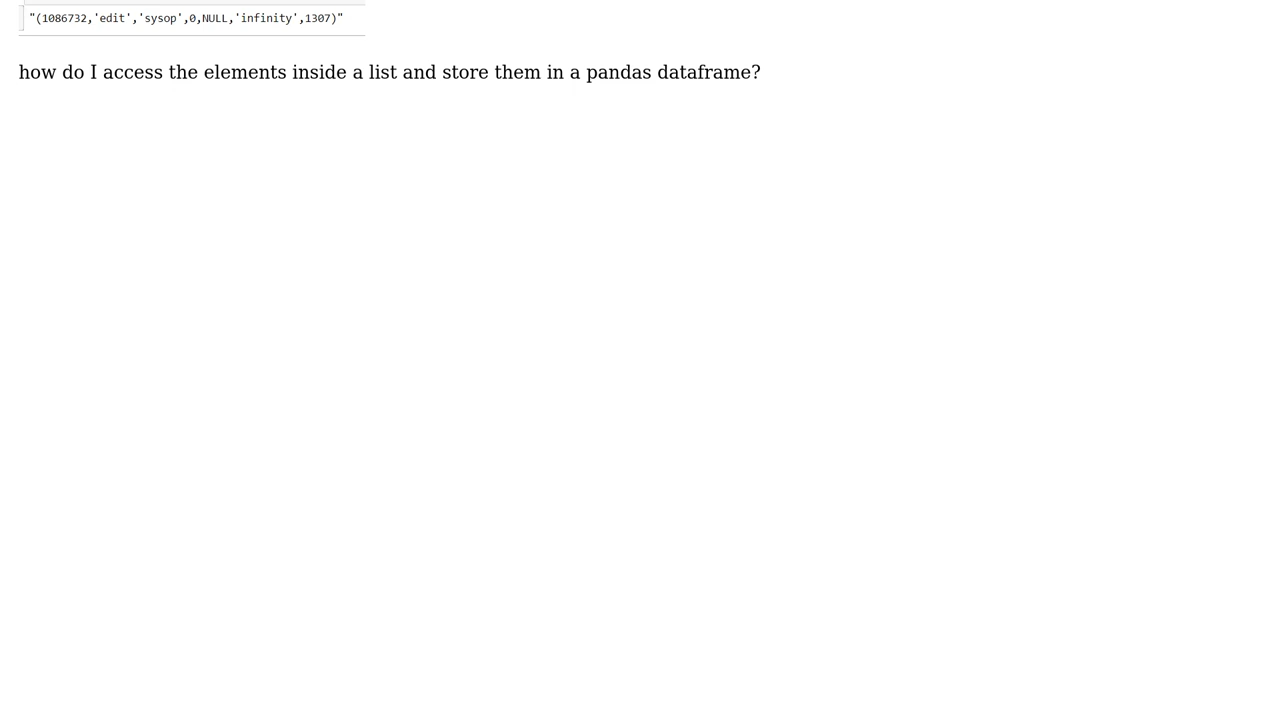 "(1086732,'edit','sysop',0,NULL,'infinity',1307)"
how do I access the elements inside a list and store them in a pandas dataframe?